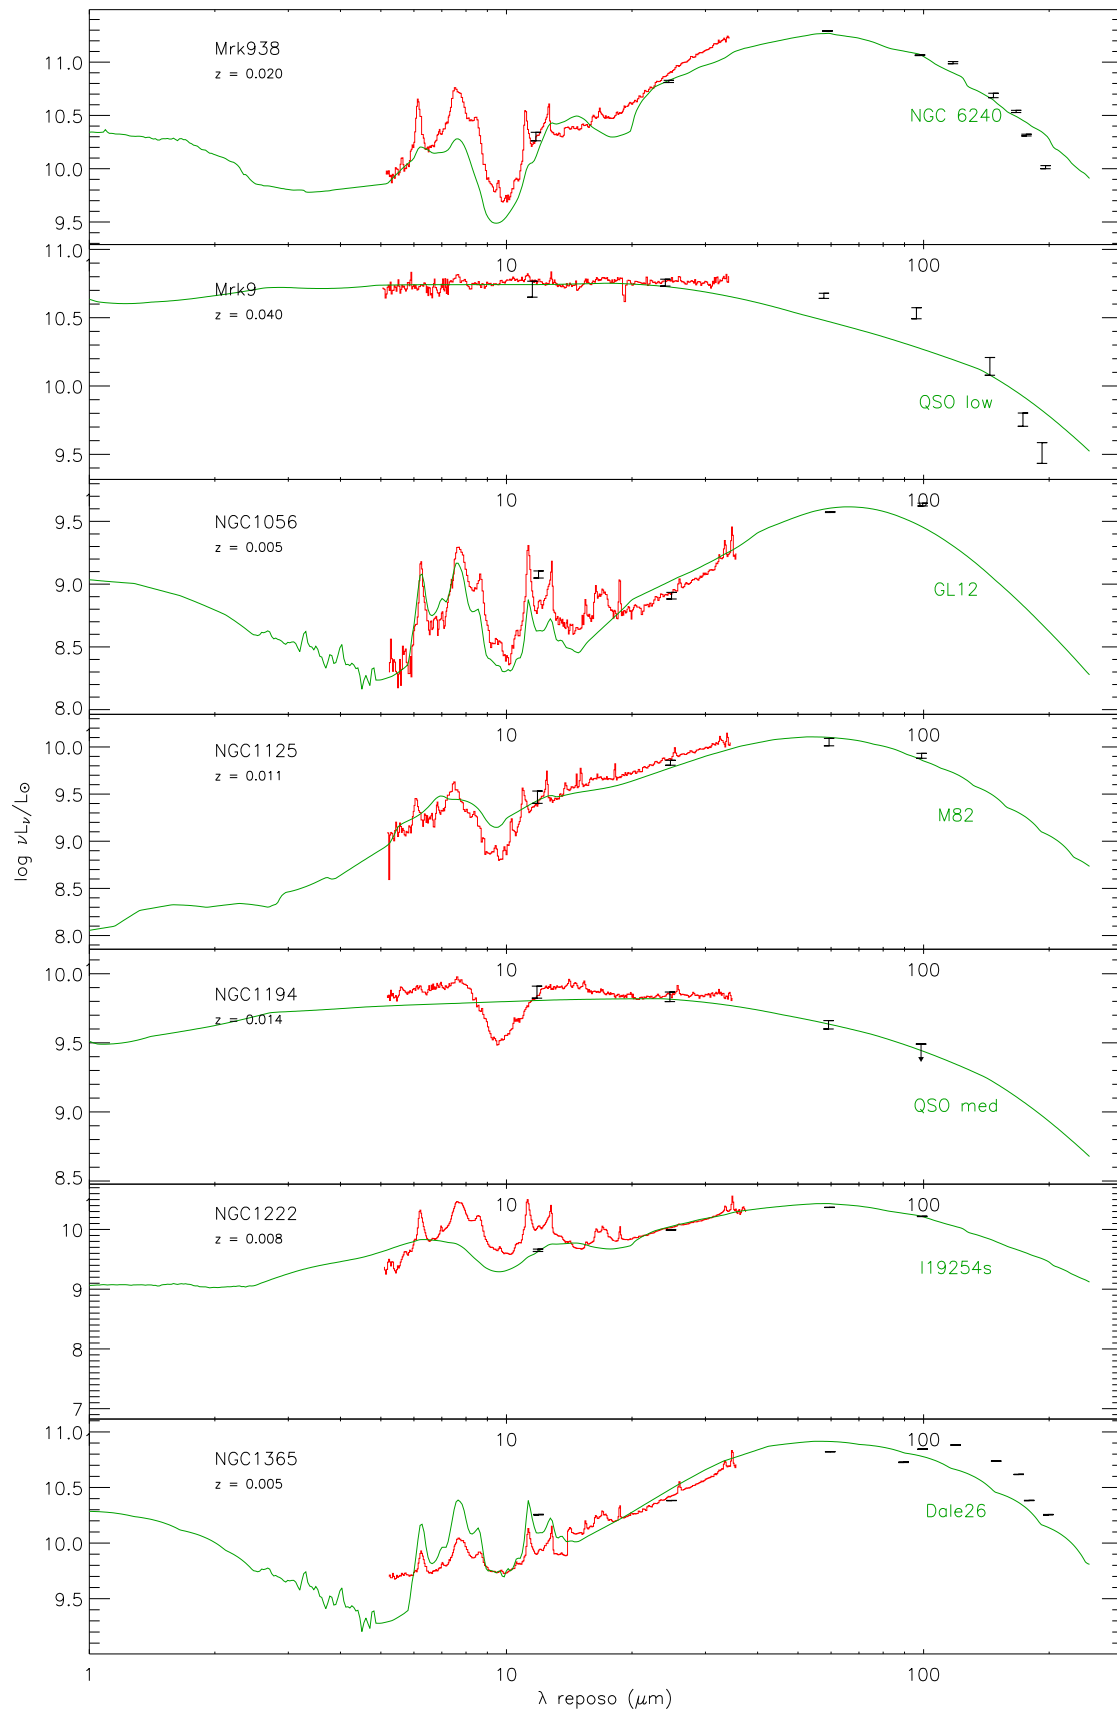 Mrk938
z = 0.020
11.0
10.5
10.0
9.5
NGC 6240
10
100
11.0
10.5
10.0
9.5
Mrk9
z = 0.040
QSO low
10
100
9.5
9.0
8.5
8.0
NGC1056
z = 0.005
GL12
10
100
10.0
9.5
9.0
8.5
8.0
NGC1125
z = 0.011
M82
log νLν/L⊙
10
100
10.0
9.5
9.0
8.5
NGC1194
z = 0.014
QSO med
10
100
10
9
8
7
NGC1222
z = 0.008
I19254s
10
100
11.0
10.5
10.0
9.5
NGC1365
z = 0.005
Dale26
1
10
100
λ reposo (μm)